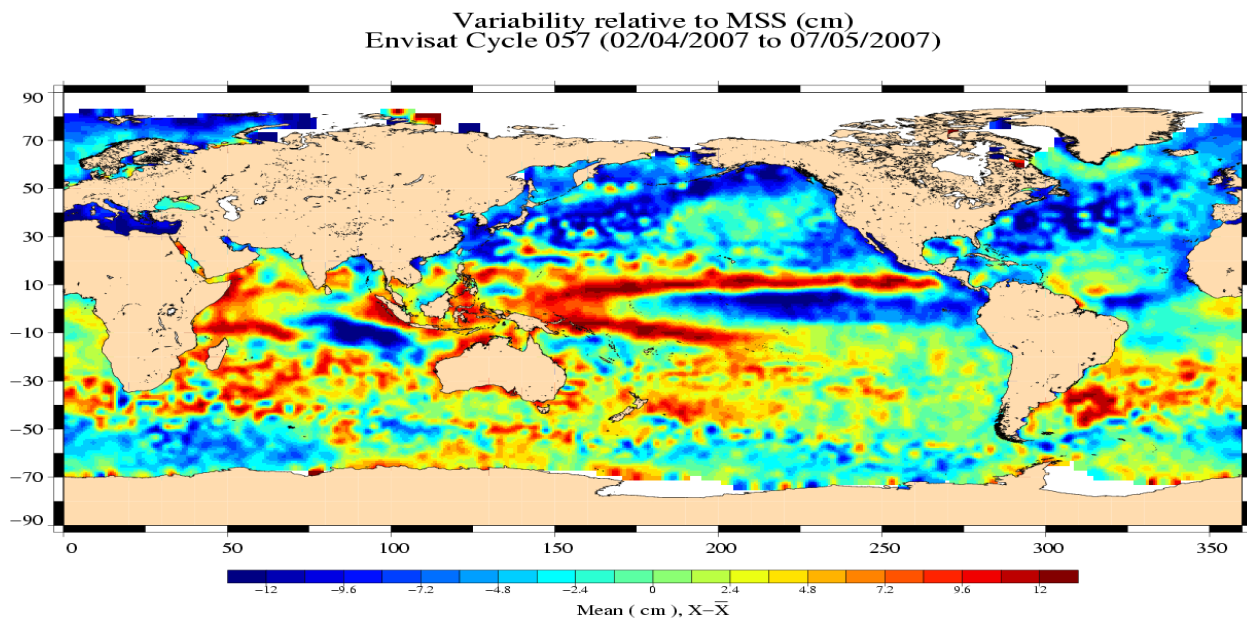 Variability relative to MSS (cm)
Envisat Cycle 057 (02/04/2007 to 07/05/2007)
90
70
50
30
10
−10
−30
−50
−70
−90
0 50 100 150 200 250 300 350
−12 −9.6 −7.2 −4.8 −2.4 0 2.4 4.8 7.2 9.6 12
Mean ( cm ), X−X̅